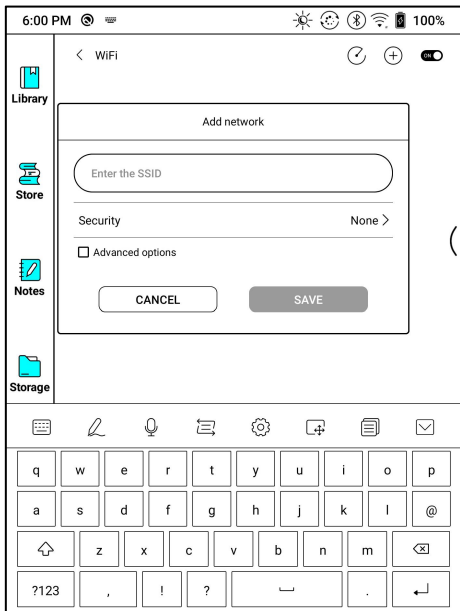 6:00 PM 100%
< WiFi ON
Library
Add network
Enter the SSID
Store
Security None >
Advanced options
Notes
CANCEL SAVE
Storage
q w e r t y u i o p
a s d f g h j k l @
z x c v b n m
?123 , ! ? .